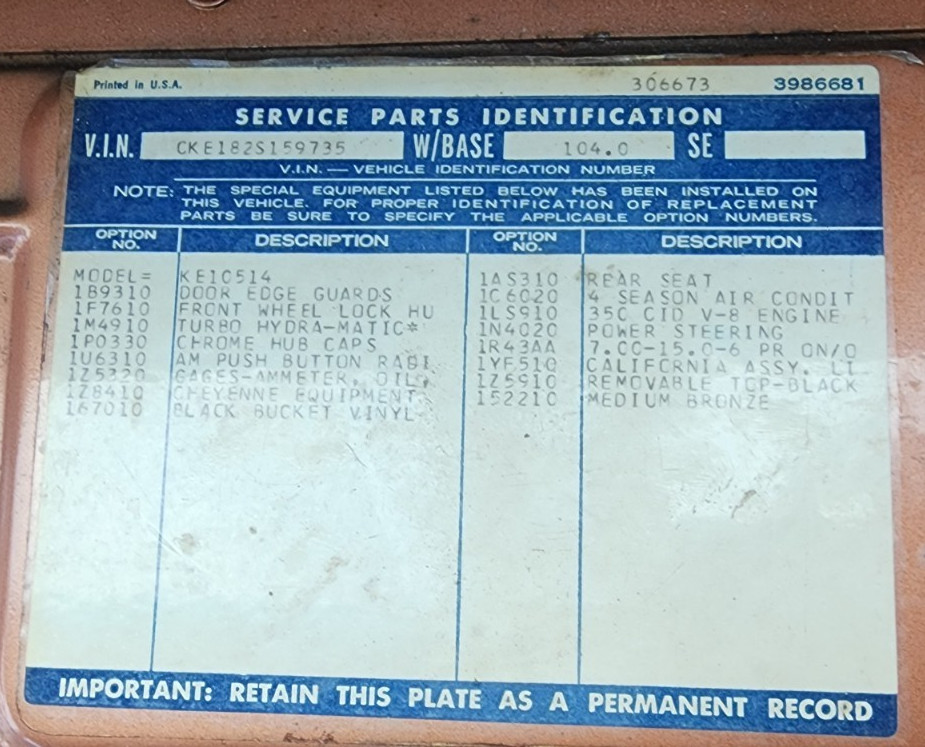 Printed in U.S.A. 306673 3986681
SERVICE PARTS IDENTIFICATION
V.I.N. CKE182S159735 W/BASE 104.0 SE
V.I.N. — VEHICLE IDENTIFICATION NUMBER
NOTE: THE SPECIAL EQUIPMENT LISTED BELOW HAS BEEN INSTALLED ON
THIS VEHICLE. FOR PROPER IDENTIFICATION OF REPLACEMENT
PARTS BE SURE TO SPECIFY THE APPLICABLE OPTION NUMBERS.
OPTION NO. DESCRIPTION
MODEL= KE10514
1B9310 DOOR EDGE GUARDS
1F7610 FRONT WHEEL LOCK HU
1M4910 TURBO HYDRA-MATIC*
1P0330 CHROME HUB CAPS
1U6310 AM PUSH BUTTON RADI
1Z5320 GAGES-AMMETER, OIL,
1Z8410 CHEYENNE EQUIPMENT
167010 BLACK BUCKET VINYL
OPTION NO. DESCRIPTION
1AS310 REAR SEAT
1C6020 4 SEASON AIR CONDIT
1LS910 350 CID V-8 ENGINE
1N4020 POWER STEERING
1R43AA 7.00-15.0-6 PR ON/O
1YF510 CALIFORNIA ASSY. LI
1Z5910 REMOVABLE TOP-BLACK
152210 MEDIUM BRONZE
IMPORTANT: RETAIN THIS PLATE AS A PERMANENT RECORD